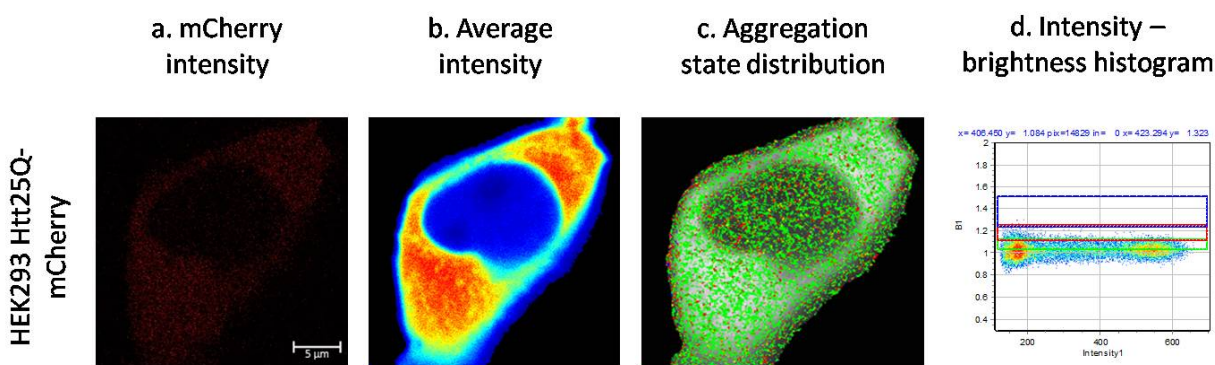 a. mCherry
intensity
b. Average
intensity
c. Aggregation
state distribution
d. Intensity –
brightness histogram
HEK293 Htt25Q-
mCherry
5 µm
x= 406.450 y= 1.084 pix=14829 in= 0 x= 423.294 y= 1.323
2
1.8
1.6
1.4
1.2
1
0.8
0.6
0.4
B1
200
400
600
Intensity1